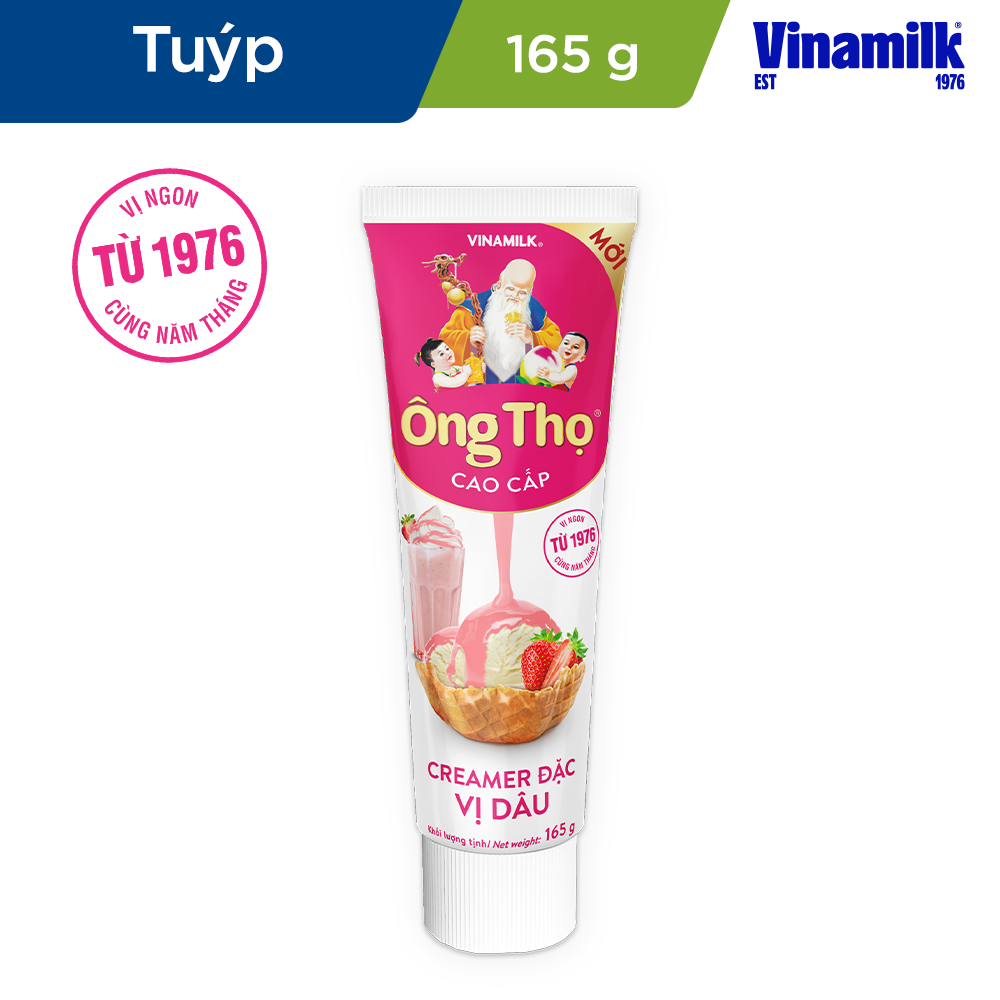 Tuýp
165 g
Vinamilk®
EST 1976
VỊ NGON
TỪ 1976
CÙNG NĂM THÁNG
VINAMILK®
MỚI
Ông Thọ®
CAO CẤP
VỊ NGON
TỪ 1976
CÙNG NĂM THÁNG
CREAMER ĐẶC
VỊ DÂU
Khối lượng tịnh/ Net weight: 165 g